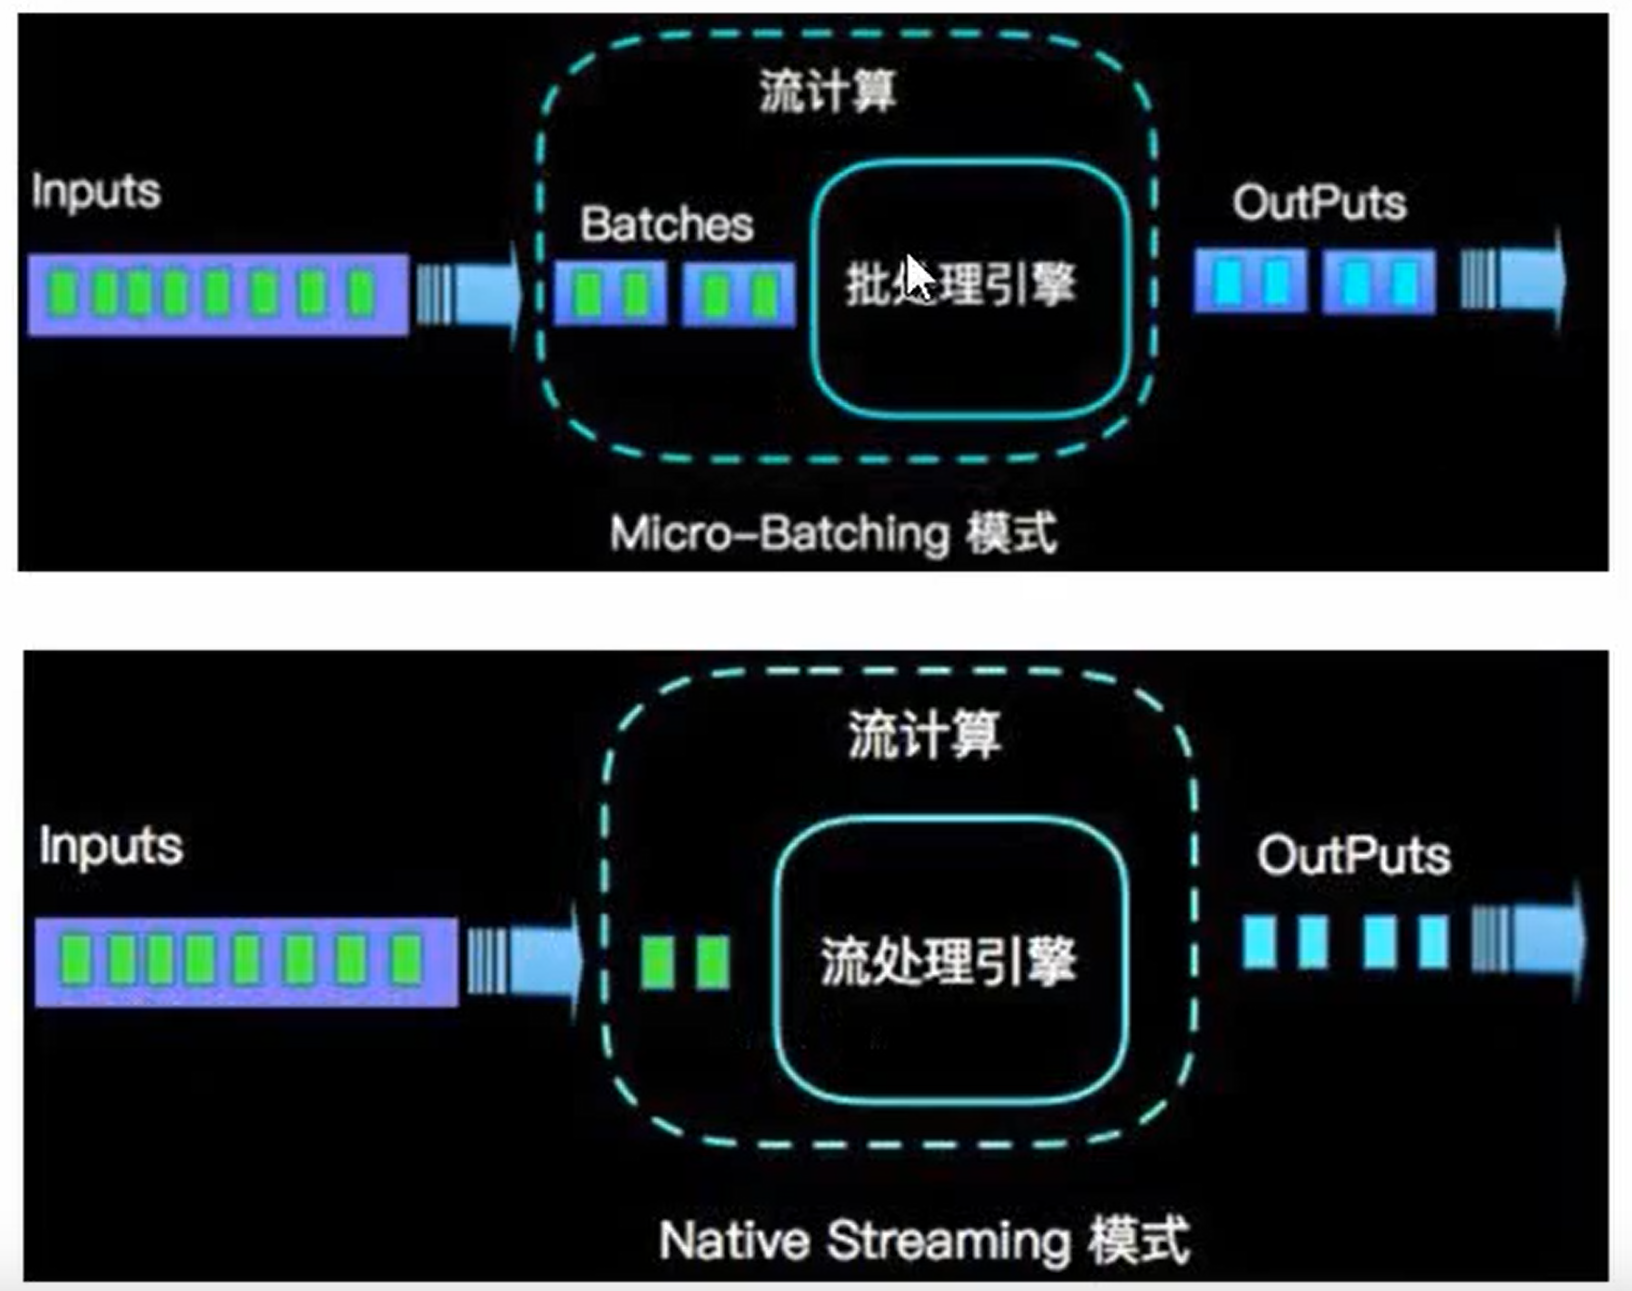 流计算
Inputs
Batches
批处理引擎
OutPuts
Micro-Batching 模式
流计算
Inputs
流处理引擎
OutPuts
Native Streaming 模式